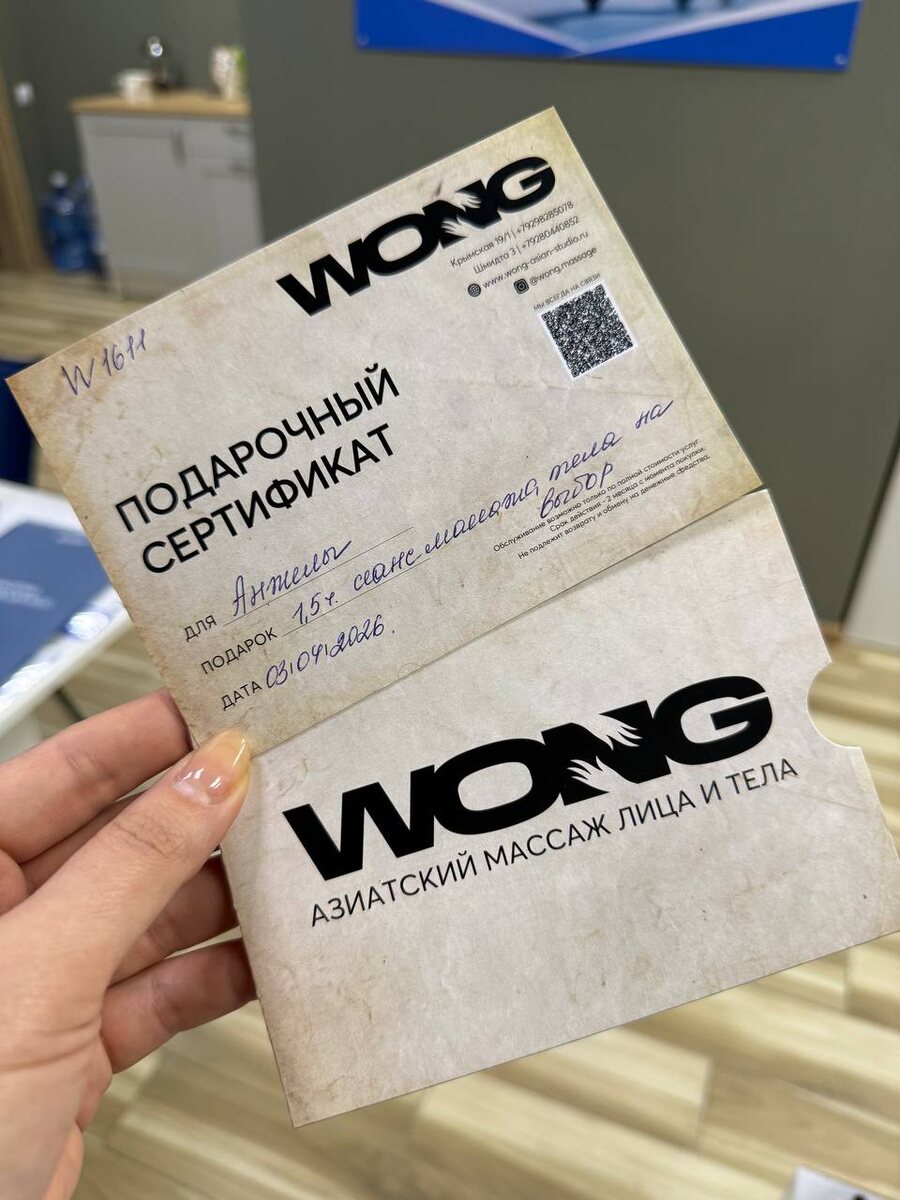 WONG
Крымская 19/1 | +79298285078
Шмидта 3 | +79280440852
www.wong-asian-studio.ru
@wong.massage
МЫ ВСЕГДА НА СВЯЗИ
W 1611
ПОДАРОЧНЫЙ
СЕРТИФИКАТ
ДЛЯ Анжелы
ПОДАРОК 1,5 ч. сеанс массажа тела на
выбор
ДАТА 03/04/2026.
Обслуживание возможно только по полной стоимости услуг.
Срок действия - 2 месяца с момента покупки.
Не подлежит возврату и обмену на денежные средства.
WONG
АЗИАТСКИЙ МАССАЖ ЛИЦА И ТЕЛА